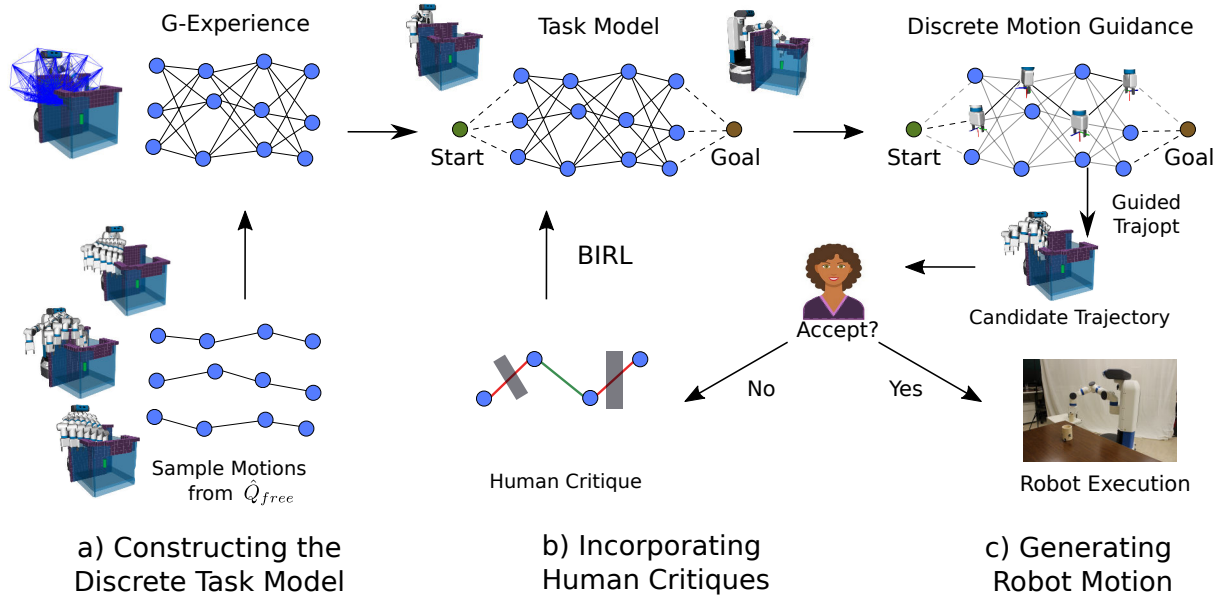 G-Experience
Task Model
Discrete Motion Guidance
Start
Goal
Start
Goal
Guided
Trajopt
BIRL
Accept?
Candidate Trajectory
No
Yes
Sample Motions
from Q̂_free
Human Critique
Robot Execution
a) Constructing the
Discrete Task Model
b) Incorporating
Human Critiques
c) Generating
Robot Motion